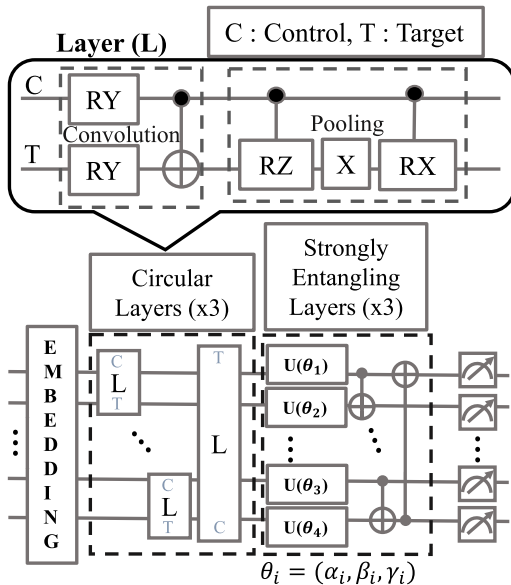 Layer (L)
C : Control, T : Target
C
RY
Convolution
Pooling
T
RY
RZ
X
RX
Circular
Layers (x3)
Strongly
Entangling
Layers (x3)
EMBEDDING
C
L
T
C
L
T
T
L
C
U(θ₁)
U(θ₂)
U(θ₃)
U(θ₄)
θᵢ = (αᵢ, βᵢ, γᵢ)